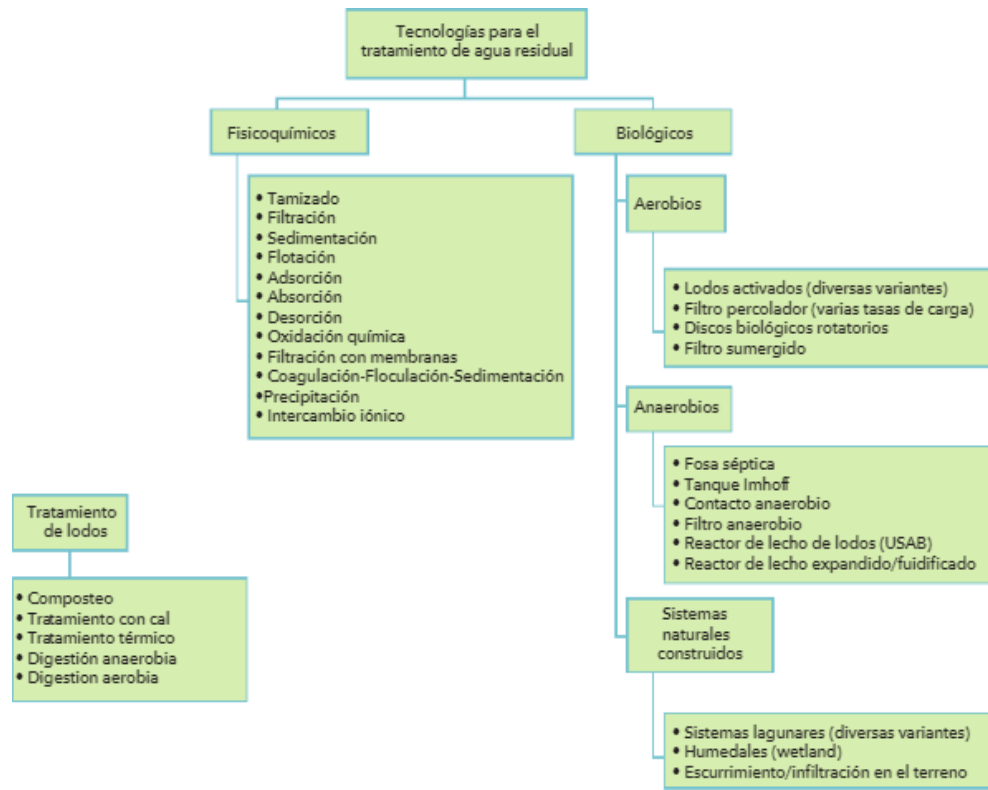 Tecnologías para el
tratamiento de agua residual
Fisicoquímicos
• Tamizado
• Filtración
• Sedimentación
• Flotación
• Adsorción
• Absorción
• Desorción
• Oxidación química
• Filtración con membranas
• Coagulación-Floculación-Sedimentación
•Precipitación
• Intercambio iónico
Biológicos
Aerobios
• Lodos activados (diversas variantes)
• Filtro percolador (varias tasas de carga)
• Discos biológicos rotatorios
• Filtro sumergido
Anaerobios
• Fosa séptica
• Tanque Imhoff
• Contacto anaerobio
• Filtro anaerobio
• Reactor de lecho de lodos (USAB)
• Reactor de lecho expandido/fuidificado
Sistemas
naturales
construidos
• Sistemas lagunares (diversas variantes)
• Humedales (wetland)
• Escurrimiento/infiltración en el terreno
Tratamiento
de lodos
• Composteo
• Tratamiento con cal
• Tratamiento térmico
• Digestión anaerobia
• Digestion aerobia